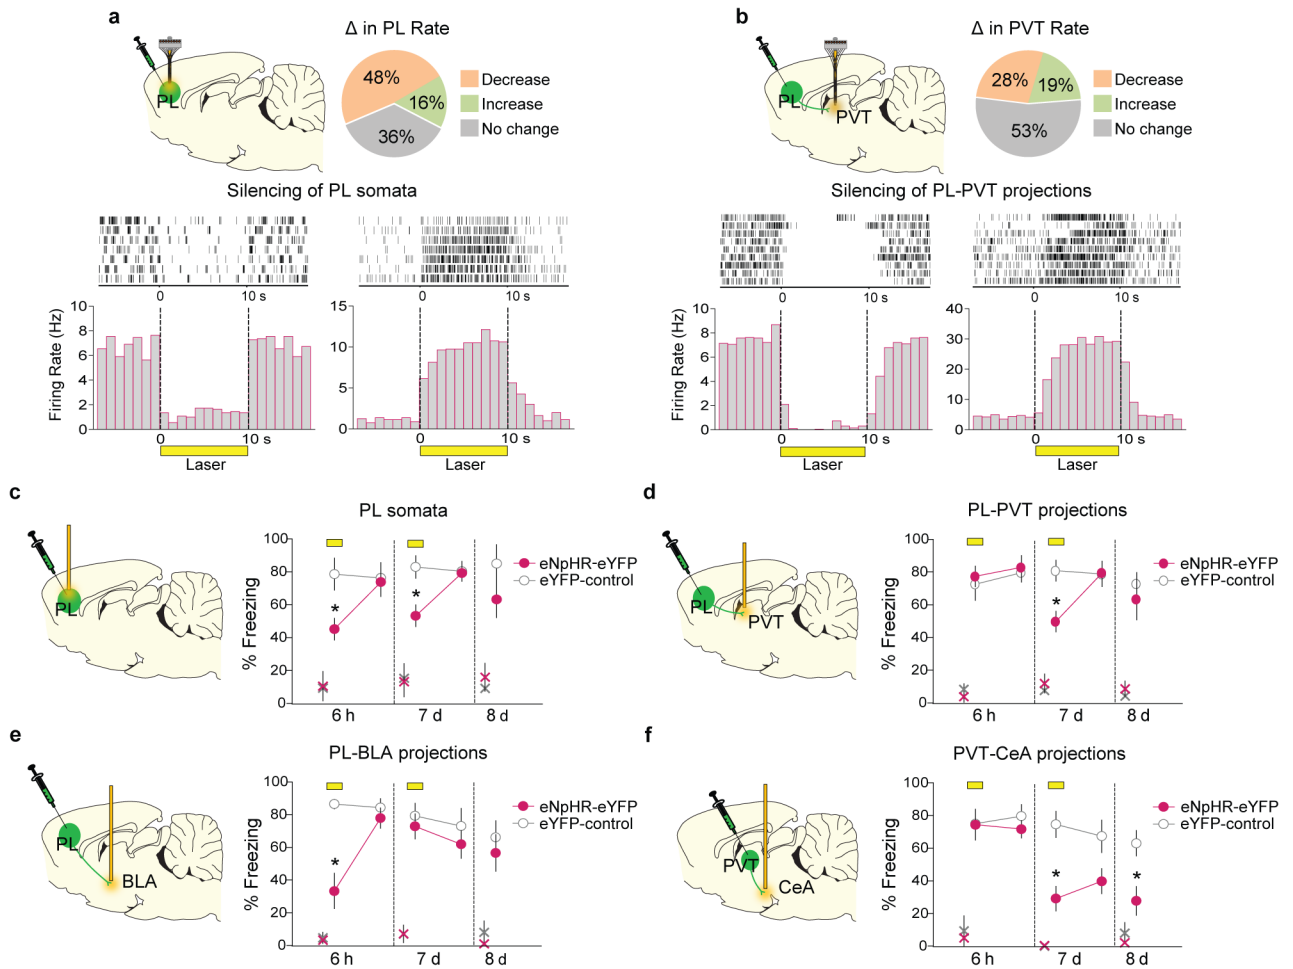 a
Δ in PL Rate
PL
48%
16%
36%
Decrease
Increase
No change
Silencing of PL somata
0
10 s
0
10 s
Firing Rate (Hz)
10
8
6
4
2
0
0
10 s
Laser
15
10
5
0
0
10 s
Laser
b
Δ in PVT Rate
PL
PVT
28%
19%
53%
Decrease
Increase
No change
Silencing of PL-PVT projections
0
10 s
0
10 s
Firing Rate (Hz)
10
8
6
4
2
0
0
10 s
Laser
40
30
20
10
0
0
10 s
Laser
c
PL somata
PL
% Freezing
100
80
60
40
20
0
*
*
eNpHR-eYFP
eYFP-control
6 h
7 d
8 d
d
PL-PVT projections
PL
PVT
% Freezing
100
80
60
40
20
0
*
eNpHR-eYFP
eYFP-control
6 h
7 d
8 d
e
PL-BLA projections
PL
BLA
% Freezing
100
80
60
40
20
0
*
eNpHR-eYFP
eYFP-control
6 h
7 d
8 d
f
PVT-CeA projections
PVT
CeA
% Freezing
100
80
60
40
20
0
*
*
eNpHR-eYFP
eYFP-control
6 h
7 d
8 d